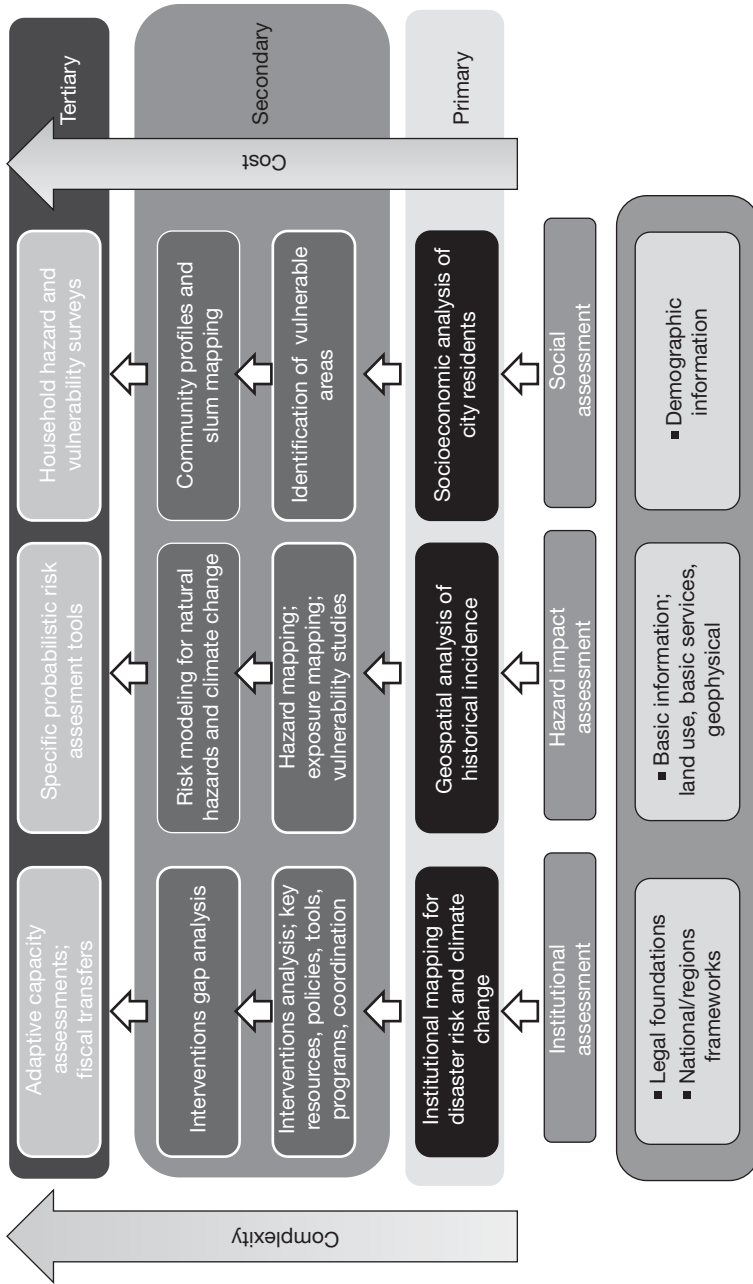 Complexity
Adaptive capacity
assessments;
fiscal transfers
Specific probabilistic risk
assesment tools
Household hazard and
vulnerability surveys
Tertiary
Interventions gap analysis
Risk modeling for natural
hazards and climate change
Community profiles and
slum mapping
Secondary
Interventions analysis; key
resources, policies, tools,
programs, coordination
Hazard mapping;
exposure mapping;
vulnerability studies
Identification of vulnerable
areas
Cost
Institutional mapping for
disaster risk and climate
change
Geospatial analysis of
historical incidence
Socioeconomic analysis of
city residents
Primary
Institutional
assessment
Hazard impact
assessment
Social
assessment
▪ Legal foundations
▪ National/regions
frameworks
▪ Basic information;
land use, basic services,
geophysical
▪ Demographic
information